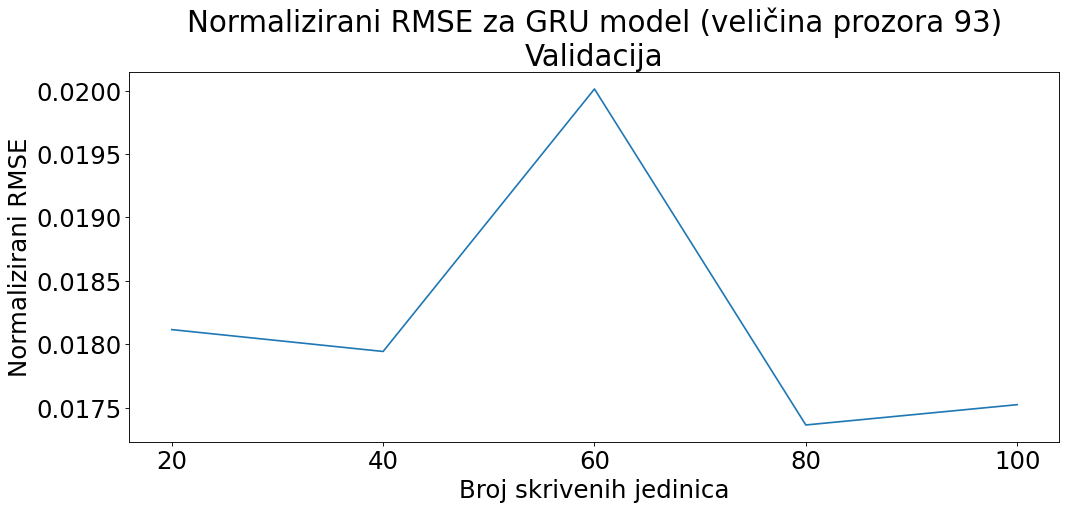 Normalizirani RMSE za GRU model (veličina prozora 93)
Validacija
Normalizirani RMSE
0.0200
0.0195
0.0190
0.0185
0.0180
0.0175
20 40 60 80 100
Broj skrivenih jedinica